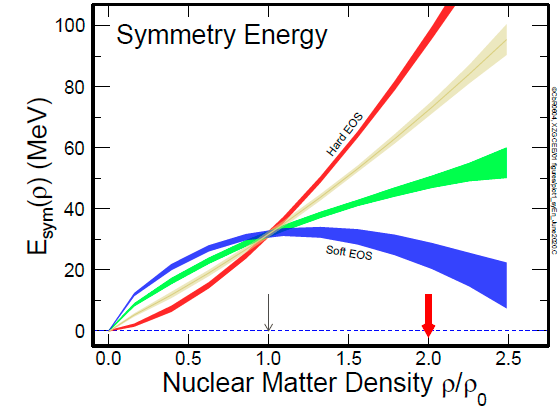 Symmetry Energy
E_sym(ρ) (MeV)
100
80
60
40
20
0
Hard EOS
Soft EOS
0.0 0.5 1.0 1.5 2.0 2.5
Nuclear Matter Density ρ/ρ₀